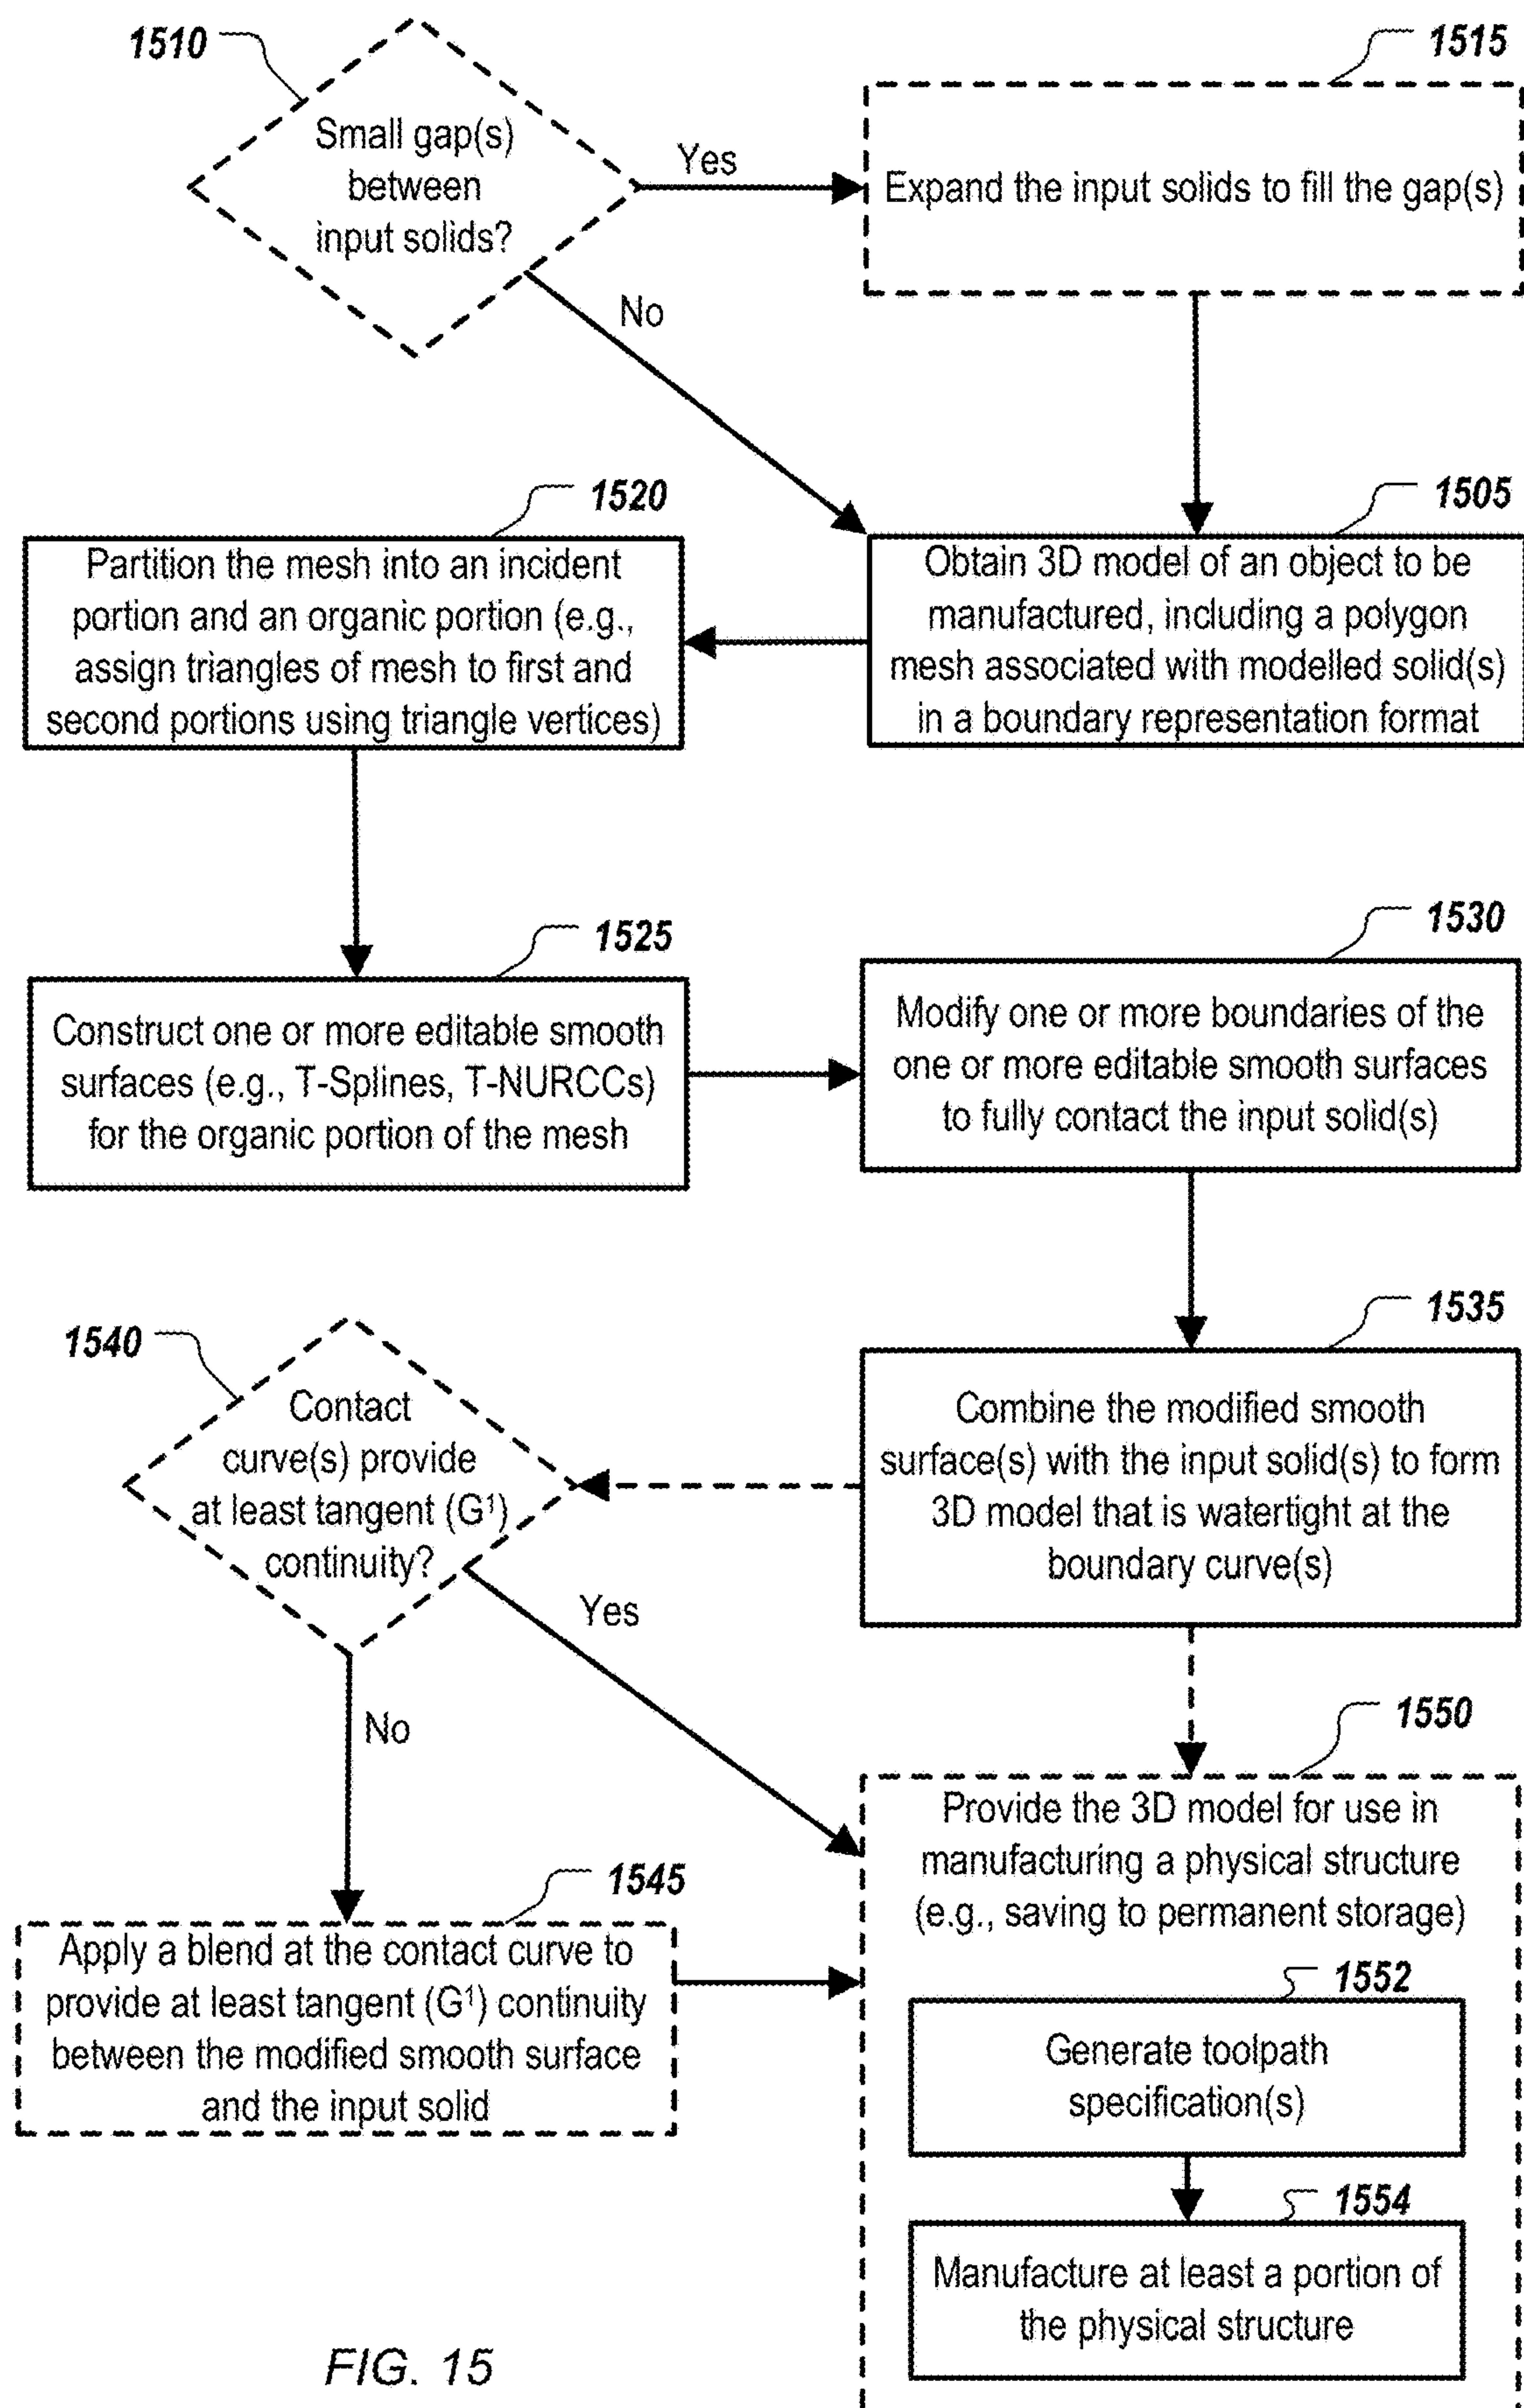 1510
Small gap(s)
between
input solids?
Yes
No
1515
Expand the input solids to fill the gap(s)
1505
Obtain 3D model of an object to be
manufactured, including a polygon
mesh associated with modelled solid(s)
in a boundary representation format
1520
Partition the mesh into an incident
portion and an organic portion (e.g.,
assign triangles of mesh to first and
second portions using triangle vertices)
1525
Construct one or more editable smooth
surfaces (e.g., T-Splines, T-NURCCs)
for the organic portion of the mesh
1530
Modify one or more boundaries of the
one or more editable smooth surfaces
to fully contact the input solid(s)
1535
Combine the modified smooth
surface(s) with the input solid(s) to form
3D model that is watertight at the
boundary curve(s)
1540
Contact
curve(s) provide
at least tangent (G¹)
continuity?
Yes
No
1545
Apply a blend at the contact curve to
provide at least tangent (G¹) continuity
between the modified smooth surface
and the input solid
1550
Provide the 3D model for use in
manufacturing a physical structure
(e.g., saving to permanent storage)
1552
Generate toolpath
specification(s)
1554
Manufacture at least a portion of
the physical structure
FIG. 15